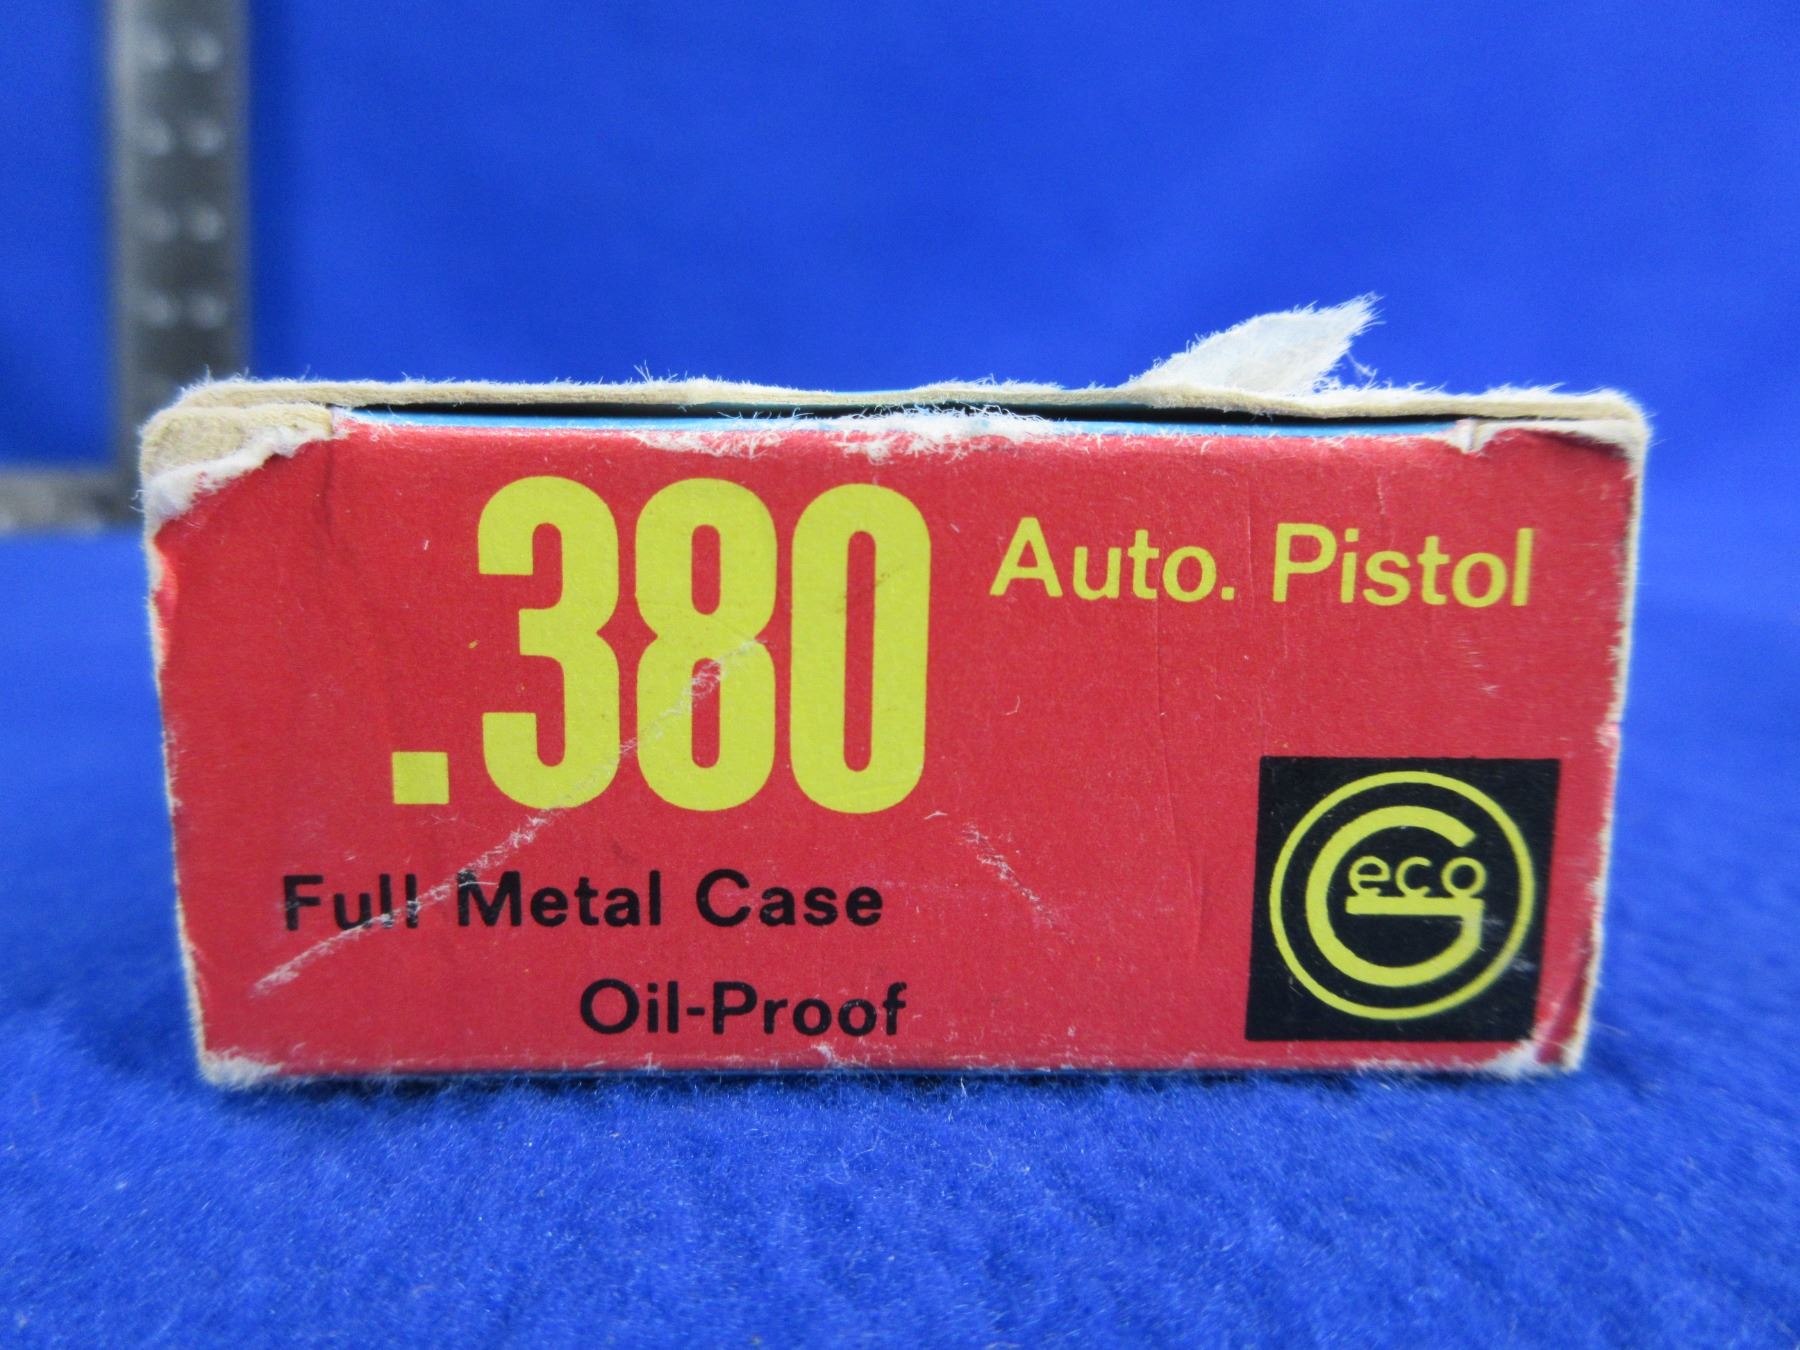 .380 Auto. Pistol
Full Metal Case
Oil-Proof
Geco